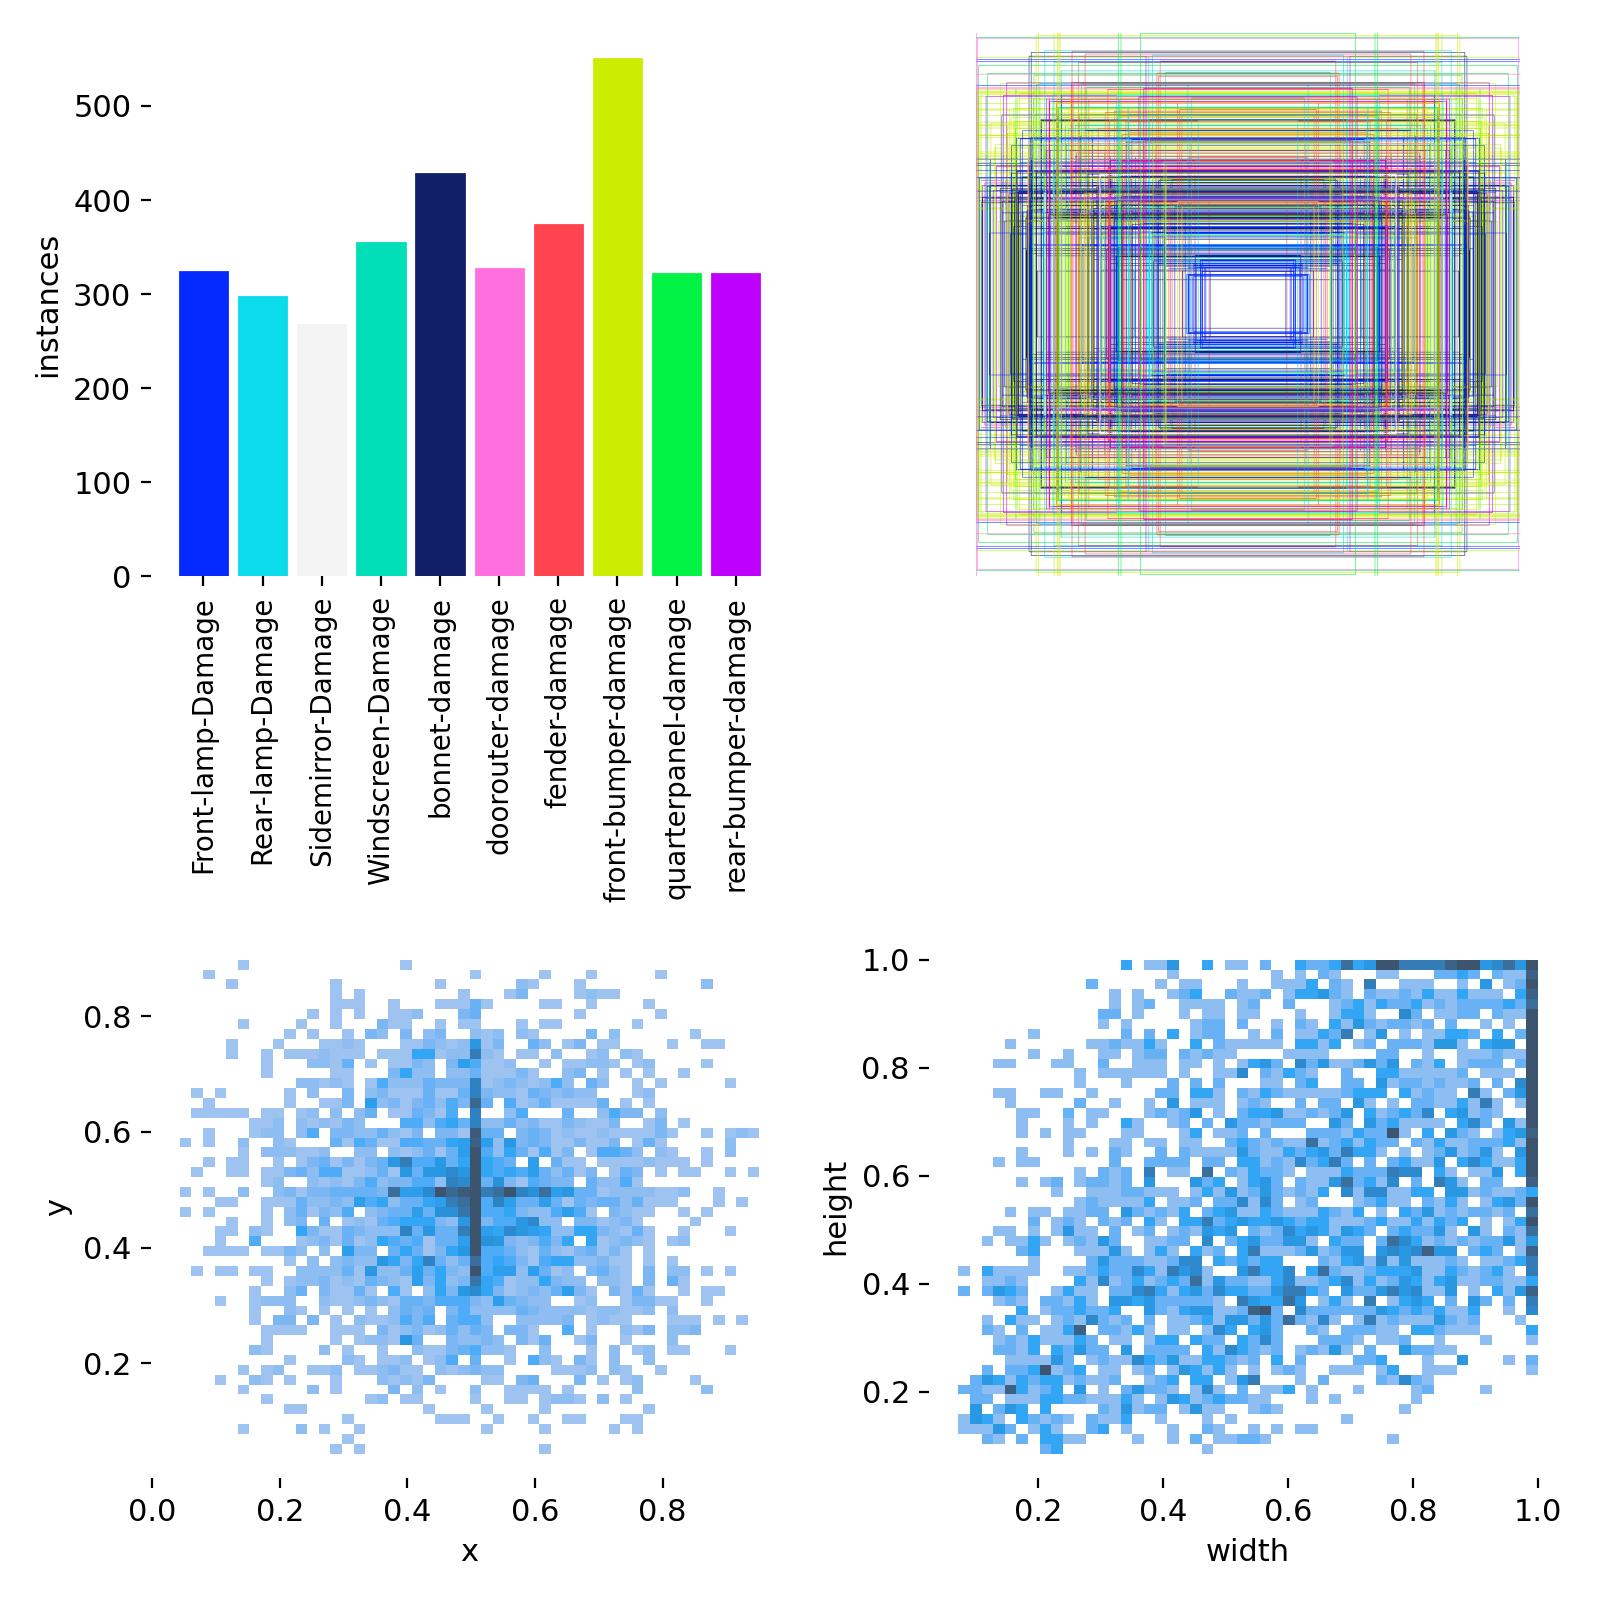 instances
500
400
300
200
100
0
Front-lamp-Damage
Rear-lamp-Damage
Sidemirror-Damage
Windscreen-Damage
bonnet-damage
doorouter-damage
fender-damage
front-bumper-damage
quarterpanel-damage
rear-bumper-damage
y
0.8
0.6
0.4
0.2
0.0 0.2 0.4 0.6 0.8
x
height
1.0
0.8
0.6
0.4
0.2
0.2 0.4 0.6 0.8 1.0
width